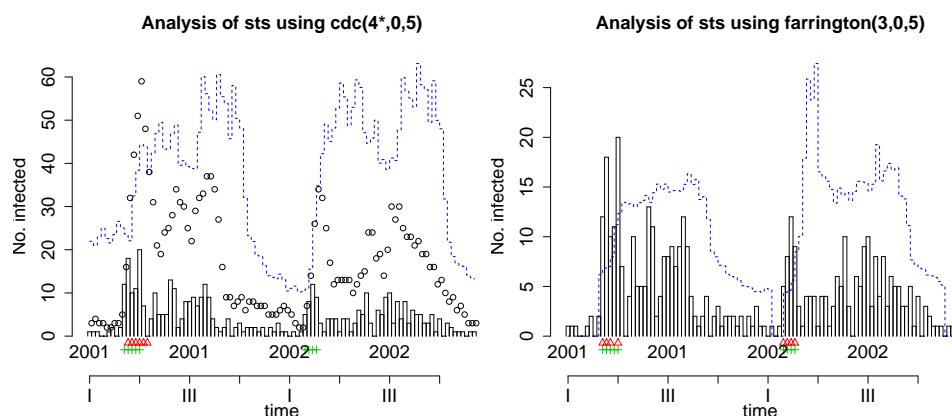 Analysis of sts using cdc(4*,0,5)
No. infected
60
50
40
30
20
10
0
2001 2001 2002 2002
I III I III
time
Analysis of sts using farrington(3,0,5)
No. infected
25
20
15
10
5
0
2001 2001 2002 2002
I III I III
time